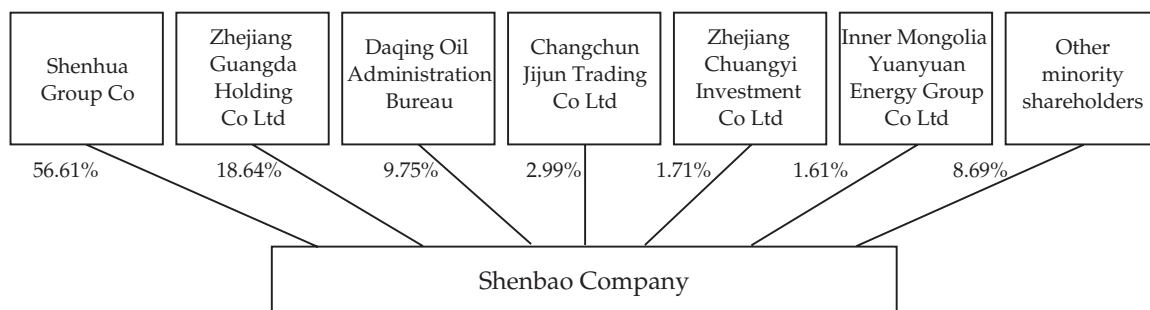 Shenhua
Group Co
Zhejiang
Guangda
Holding
Co Ltd
Daqing Oil
Administration
Bureau
Changchun
Jijun Trading
Co Ltd
Zhejiang
Chuangyi
Investment
Co Ltd
Inner Mongolia
Yuanyuan
Energy Group
Co Ltd
Other
minority
shareholders
56.61%
18.64%
9.75%
2.99%
1.71%
1.61%
8.69%
Shenbao Company